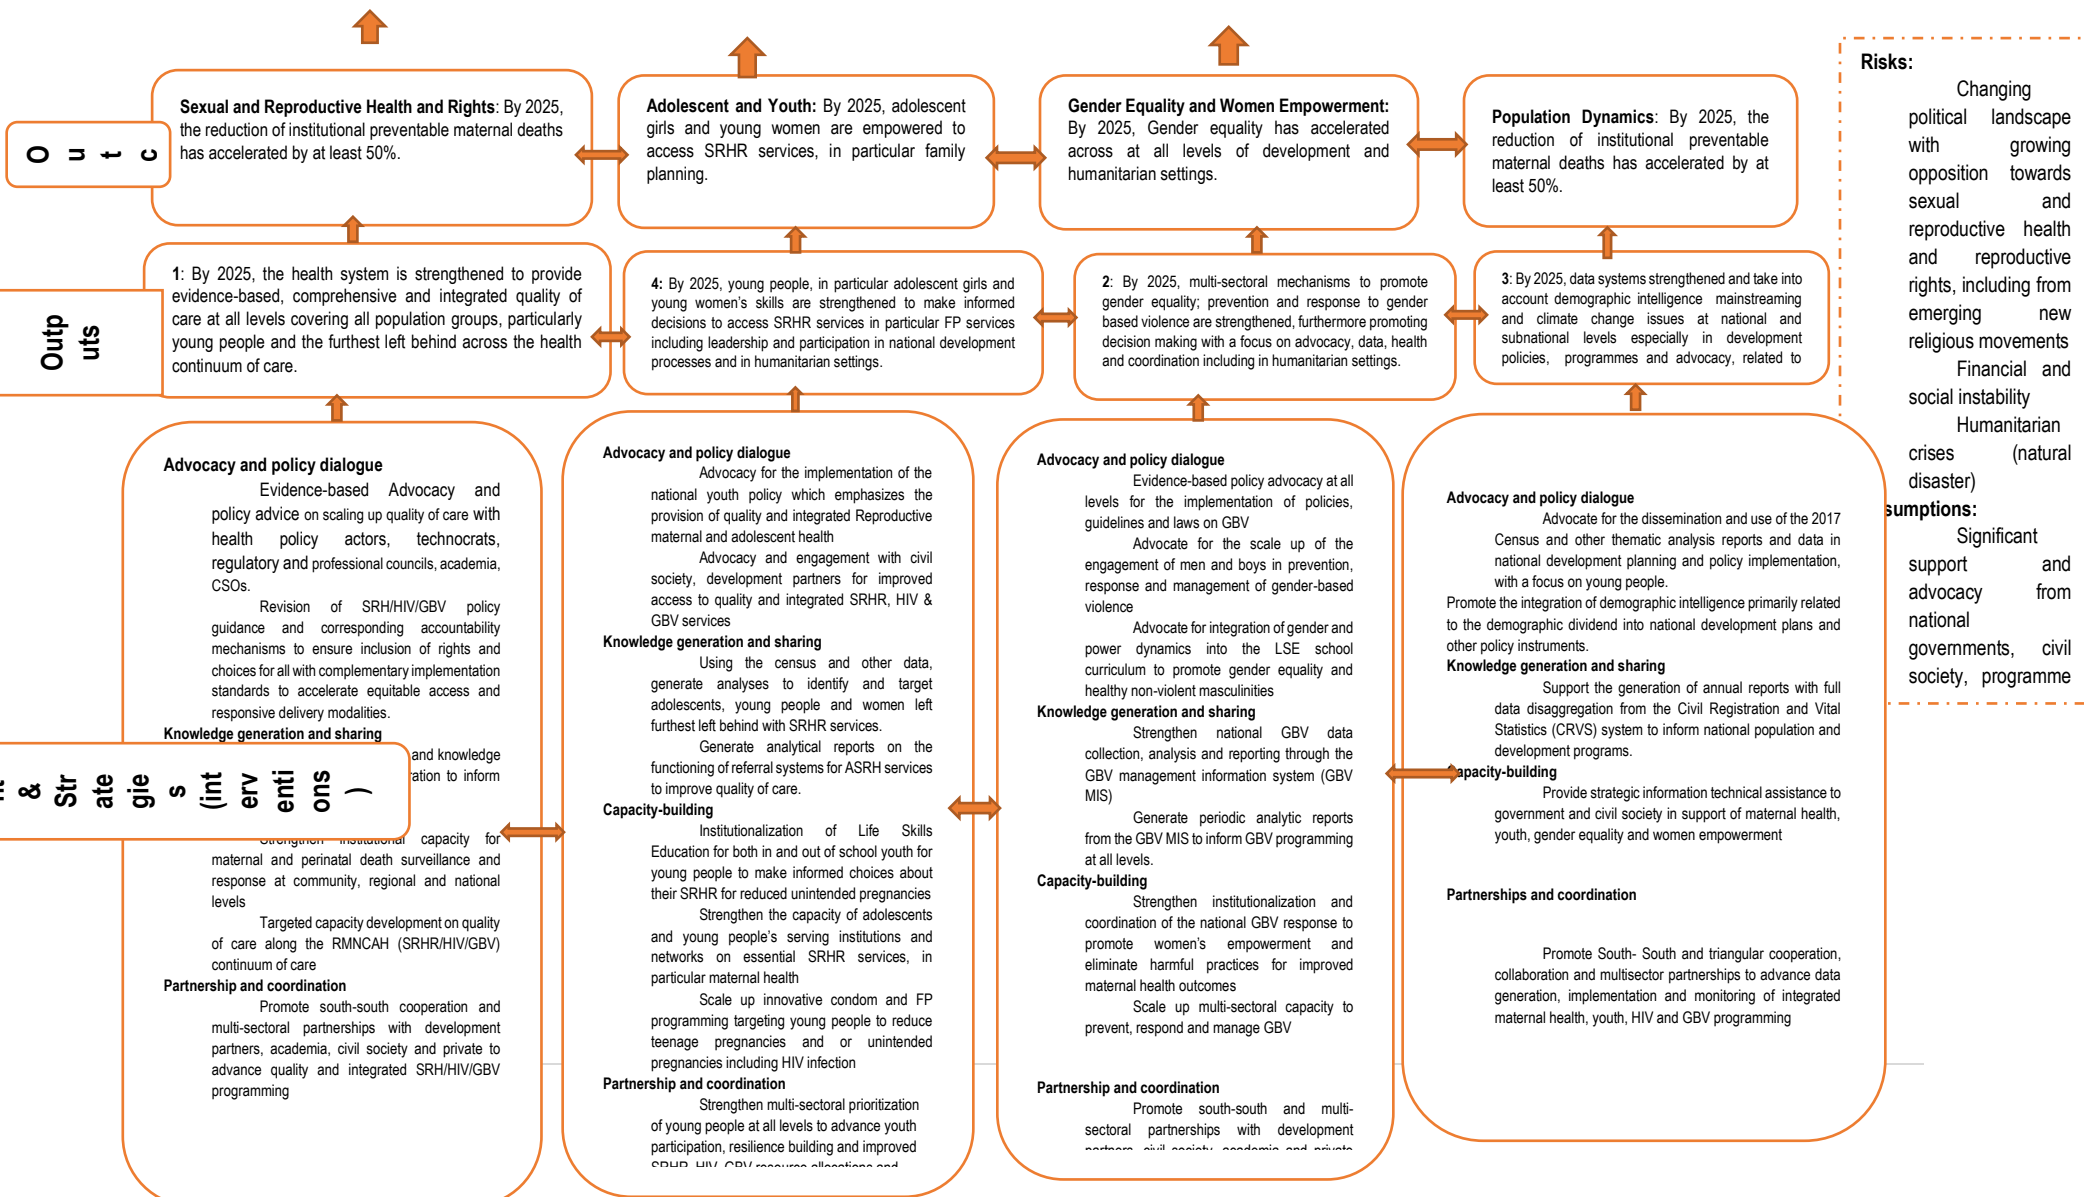 Sexual and Reproductive Health and Rights: By 2025,
the reduction of institutional preventable maternal deaths
has accelerated by at least 50%.
Adolescent and Youth: By 2025, adolescent
girls and young women are empowered to
access SRHR services, in particular family
planning.
Gender Equality and Women Empowerment:
By 2025, Gender equality has accelerated
across at all levels of development and
humanitarian settings.
Population Dynamics: By 2025, the
reduction of institutional preventable
maternal deaths has accelerated by at
least 50%.
O u t c
1: By 2025, the health system is strengthened to provide
evidence-based, comprehensive and integrated quality of
care at all levels covering all population groups, particularly
young people and the furthest left behind across the health
continuum of care.
4: By 2025, young people, in particular adolescent girls and
young women's skills are strengthened to make informed
decisions to access SRHR services in particular FP services
including leadership and participation in national development
processes and in humanitarian settings.
2: By 2025, multi-sectoral mechanisms to promote
gender equality; prevention and response to gender
based violence are strengthened, furthermore promoting
decision making with a focus on advocacy, data, health
and coordination including in humanitarian settings.
3: By 2025, data systems strengthened and take into
account demographic intelligence mainstreaming
and climate change issues at national and
subnational levels especially in development
policies, programmes and advocacy, related to
Outp
uts
Advocacy and policy dialogue
Evidence-based Advocacy and
policy advice on scaling up quality of care with
health policy actors, technocrats,
regulatory and professional councils, academia,
CSOs.
Revision of SRH/HIV/GBV policy
guidance and corresponding accountability
mechanisms to ensure inclusion of rights and
choices for all with complementary implementation
standards to accelerate equitable access and
responsive delivery modalities.
Knowledge generation and sharing
and knowledge
to inform
Strengthen institutional capacity for
maternal and perinatal death surveillance and
response at community, regional and national
levels
Targeted capacity development on quality
of care along the RMNCAH (SRHR/HIV/GBV)
continuum of care
Partnership and coordination
Promote south-south cooperation and
multi-sectoral partnerships with development
partners, academia, civil society and private to
advance quality and integrated SRH/HIV/GBV
programming
&
Str
ate
gie
s
(int
erv
enti
ons
)
Advocacy and policy dialogue
Advocacy for the implementation of the
national youth policy which emphasizes the
provision of quality and integrated Reproductive
maternal and adolescent health
Advocacy and engagement with civil
society, development partners for improved
access to quality and integrated SRHR, HIV &
GBV services
Knowledge generation and sharing
Using the census and other data,
generate analyses to identify and target
adolescents, young people and women left
furthest left behind with SRHR services.
Generate analytical reports on the
functioning of referral systems for ASRH services
to improve quality of care.
Capacity-building
Institutionalization of Life Skills
Education for both in and out of school youth for
young people to make informed choices about
their SRHR for reduced unintended pregnancies
Strengthen the capacity of adolescents
and young people's serving institutions and
networks on essential SRHR services, in
particular maternal health
Scale up innovative condom and FP
programming targeting young people to reduce
teenage pregnancies and or unintended
pregnancies including HIV infection
Partnership and coordination
Strengthen multi-sectoral prioritization
of young people at all levels to advance youth
participation, resilience building and improved
SRHR, HIV, GBV resource allocations and
Advocacy and policy dialogue
Evidence-based policy advocacy at all
levels for the implementation of policies,
guidelines and laws on GBV
Advocate for the scale up of the
engagement of men and boys in prevention,
response and management of gender-based
violence
Advocate for integration of gender and
power dynamics into the LSE school
curriculum to promote gender equality and
healthy non-violent masculinities
Knowledge generation and sharing
Strengthen national GBV data
collection, analysis and reporting through the
GBV management information system (GBV
MIS)
Generate periodic analytic reports
from the GBV MIS to inform GBV programming
at all levels.
Capacity-building
Strengthen institutionalization and
coordination of the national GBV response to
promote women's empowerment and
eliminate harmful practices for improved
maternal health outcomes
Scale up multi-sectoral capacity to
prevent, respond and manage GBV
Partnership and coordination
Promote south-south and multi-
sectoral partnerships with development
partners, civil society, academia and private
Advocacy and policy dialogue
Advocate for the dissemination and use of the 2017
Census and other thematic analysis reports and data in
national development planning and policy implementation,
with a focus on young people.
Promote the integration of demographic intelligence primarily related
to the demographic dividend into national development plans and
other policy instruments.
Knowledge generation and sharing
Support the generation of annual reports with full
data disaggregation from the Civil Registration and Vital
Statistics (CRVS) system to inform national population and
development programs.
Capacity-building
Provide strategic information technical assistance to
government and civil society in support of maternal health,
youth, gender equality and women empowerment
Partnerships and coordination
Promote South- South and triangular cooperation,
collaboration and multisector partnerships to advance data
generation, implementation and monitoring of integrated
maternal health, youth, HIV and GBV programming
Risks:
Changing
political landscape
with growing
opposition towards
sexual and
reproductive health
and reproductive
rights, including from
emerging new
religious movements
Financial and
social instability
Humanitarian
crises (natural
disaster)
sumptions:
Significant
support and
advocacy from
national
governments, civil
society, programme